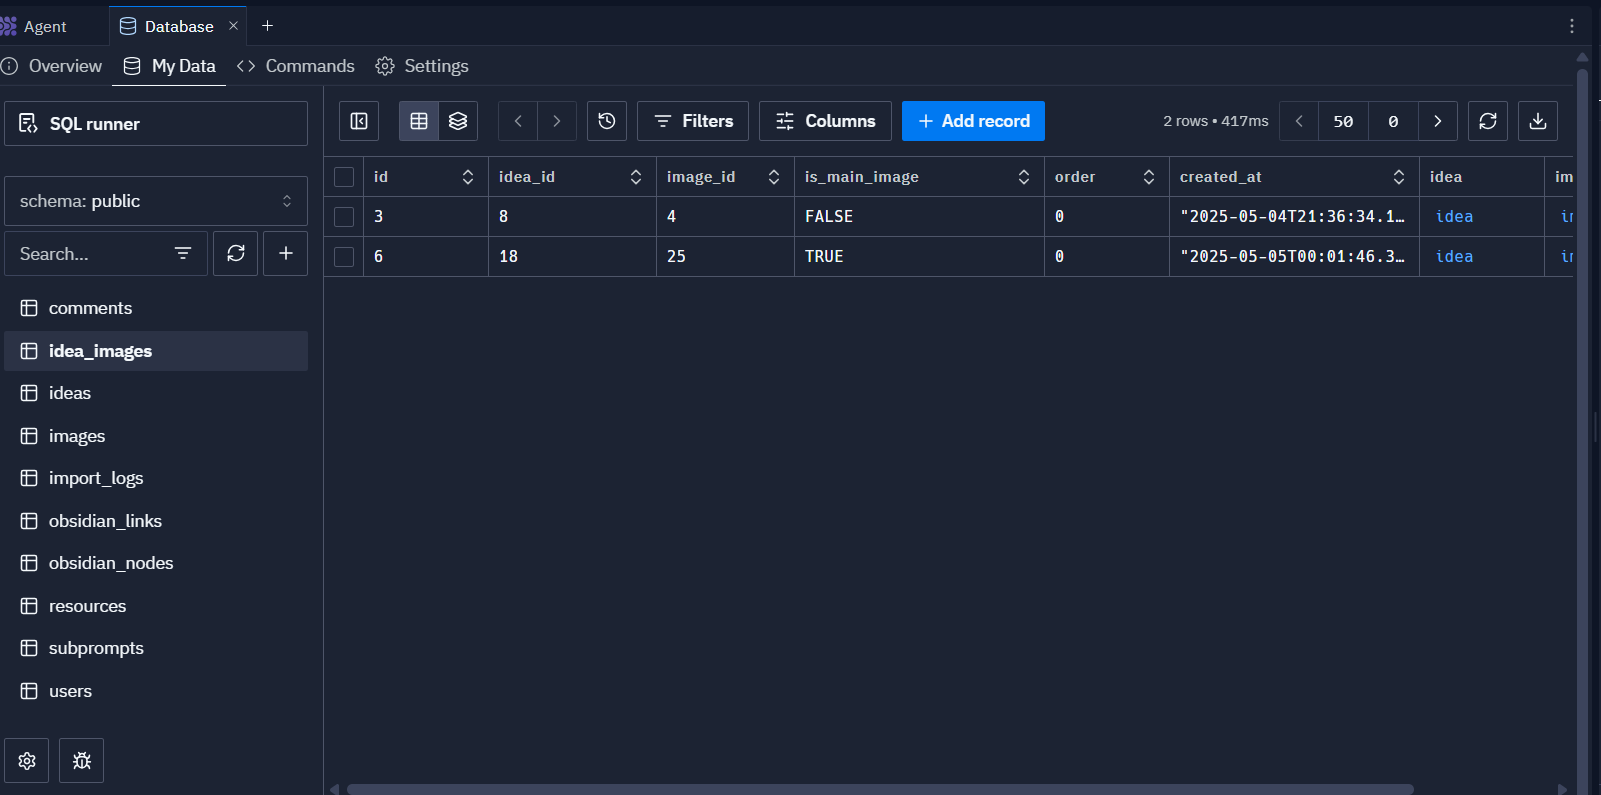 Agent
Database
Overview
My Data
Commands
Settings
SQL runner
schema: public
Search...
comments
idea_images
ideas
images
import_logs
obsidian_links
obsidian_nodes
resources
subprompts
users
Filters
Columns
Add record
2 rows • 417ms
50
0
id idea_id image_id is_main_image order created_at idea im
3 8 4 FALSE 0 "2025-05-04T21:36:34.1… idea
6 18 25 TRUE 0 "2025-05-05T00:01:46.3… idea